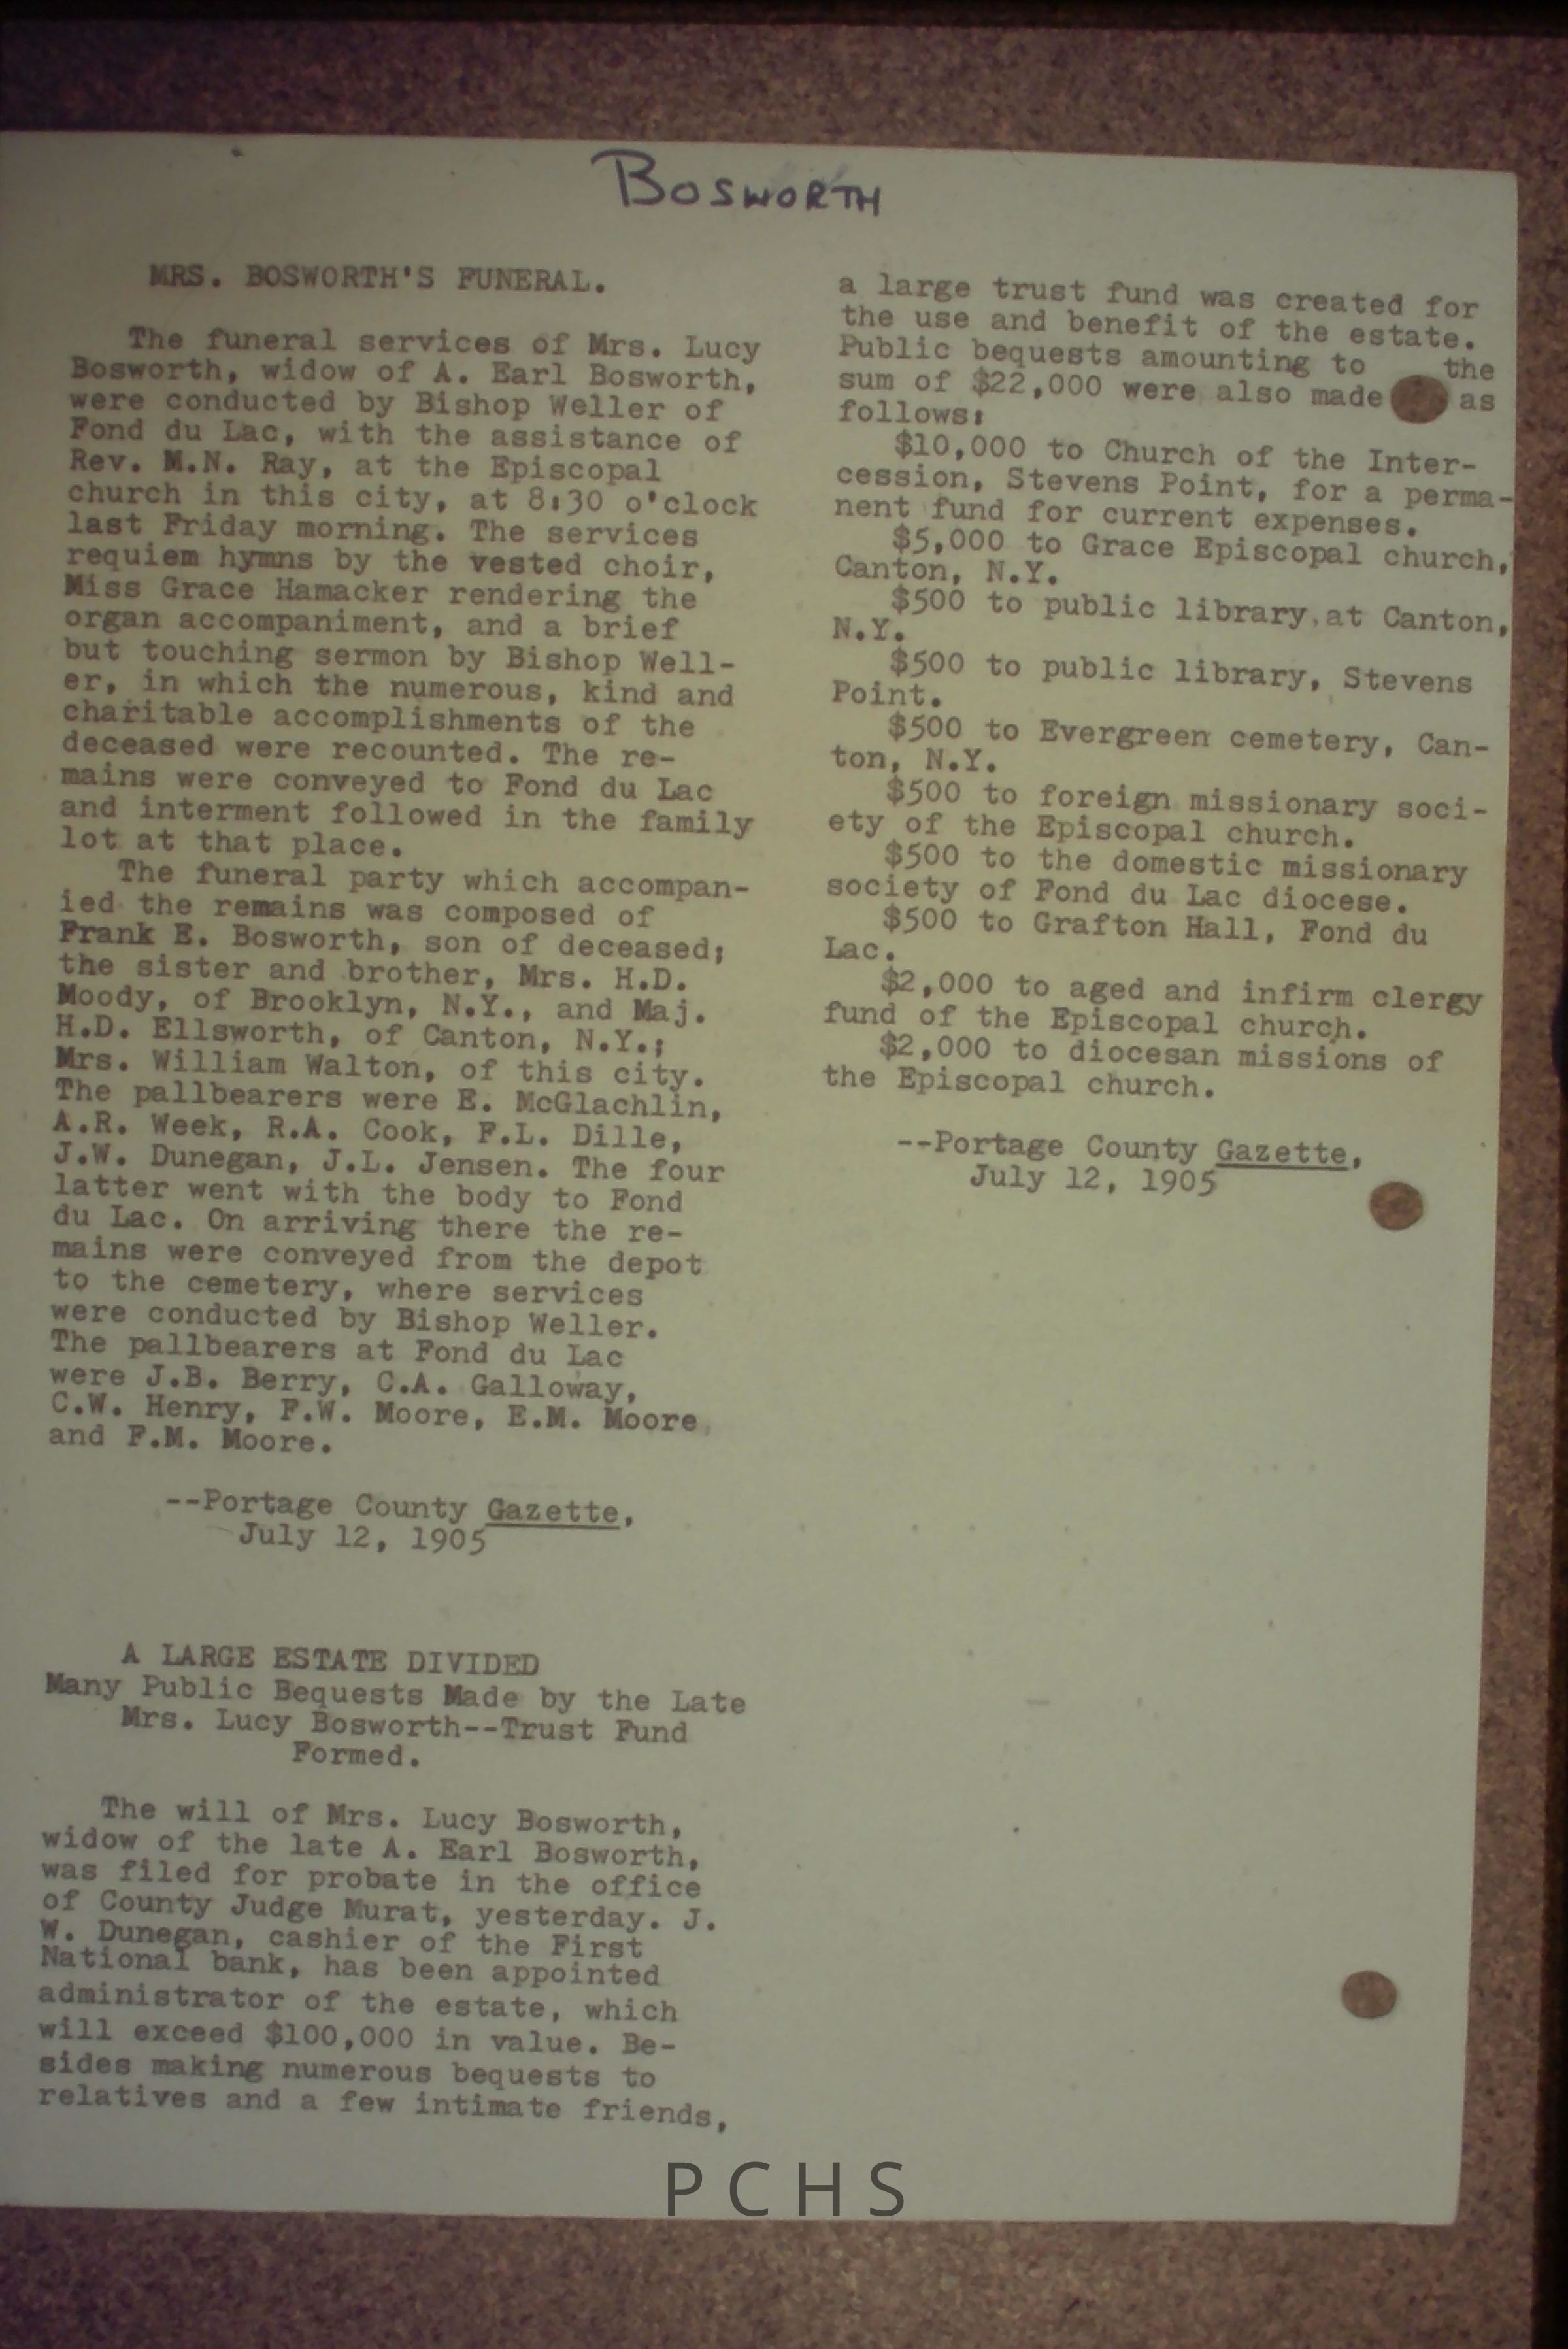 BOSWORTH
MRS. BOSWORTH'S FUNERAL.
The funeral services of Mrs. Lucy
Bosworth, widow of A. Earl Bosworth,
were conducted by Bishop Weller of
Fond du Lac, with the assistance of
Rev. M.N. Ray, at the Episcopal
church in this city, at 8:30 o'clock
last Friday morning. The services
requiem hymns by the vested choir,
Miss Grace Hamacker rendering the
organ accompaniment, and a brief
but touching sermon by Bishop Well-
er, in which the numerous, kind and
charitable accomplishments of the
deceased were recounted. The re-
mains were conveyed to Fond du Lac
and interment followed in the family
lot at that place.
The funeral party which accompan-
ied the remains was composed of
Frank E. Bosworth, son of deceased;
the sister and brother, Mrs. H.D.
Moody, of Brooklyn, N.Y., and Maj.
H.D. Ellsworth, of Canton, N.Y.;
Mrs. William Walton, of this city.
The pallbearers were E. McGlachlin,
A.R. Week, R.A. Cook, F.L. Dille,
J.W. Dunegan, J.L. Jensen. The four
latter went with the body to Fond
du Lac. On arriving there the re-
mains were conveyed from the depot
to the cemetery, where services
were conducted by Bishop Weller.
The pallbearers at Fond du Lac
were J.B. Berry, C.A. Galloway,
C.W. Henry, F.W. Moore, E.M. Moore,
and F.M. Moore.
--Portage County Gazette,
July 12, 1905
A LARGE ESTATE DIVIDED
Many Public Bequests Made by the Late
Mrs. Lucy Bosworth--Trust Fund
Formed.
The will of Mrs. Lucy Bosworth,
widow of the late A. Earl Bosworth,
was filed for probate in the office
of County Judge Murat, yesterday. J.
W. Dunegan, cashier of the First
National bank, has been appointed
administrator of the estate, which
will exceed $100,000 in value. Be-
sides making numerous bequests to
relatives and a few intimate friends,
a large trust fund was created for
the use and benefit of the estate.
Public bequests amounting to the
sum of $22,000 were also made as
follows:
$10,000 to Church of the Inter-
cession, Stevens Point, for a perma-
nent fund for current expenses.
$5,000 to Grace Episcopal church,
Canton, N.Y.
$500 to public library, at Canton,
N.Y.
$500 to public library, Stevens
Point.
$500 to Evergreen cemetery, Can-
ton, N.Y.
$500 to foreign missionary soci-
ety of the Episcopal church.
$500 to the domestic missionary
society of Fond du Lac diocese.
$500 to Grafton Hall, Fond du
Lac.
$2,000 to aged and infirm clergy
fund of the Episcopal church.
$2,000 to diocesan missions of
the Episcopal church.
--Portage County Gazette,
July 12, 1905
PCHS